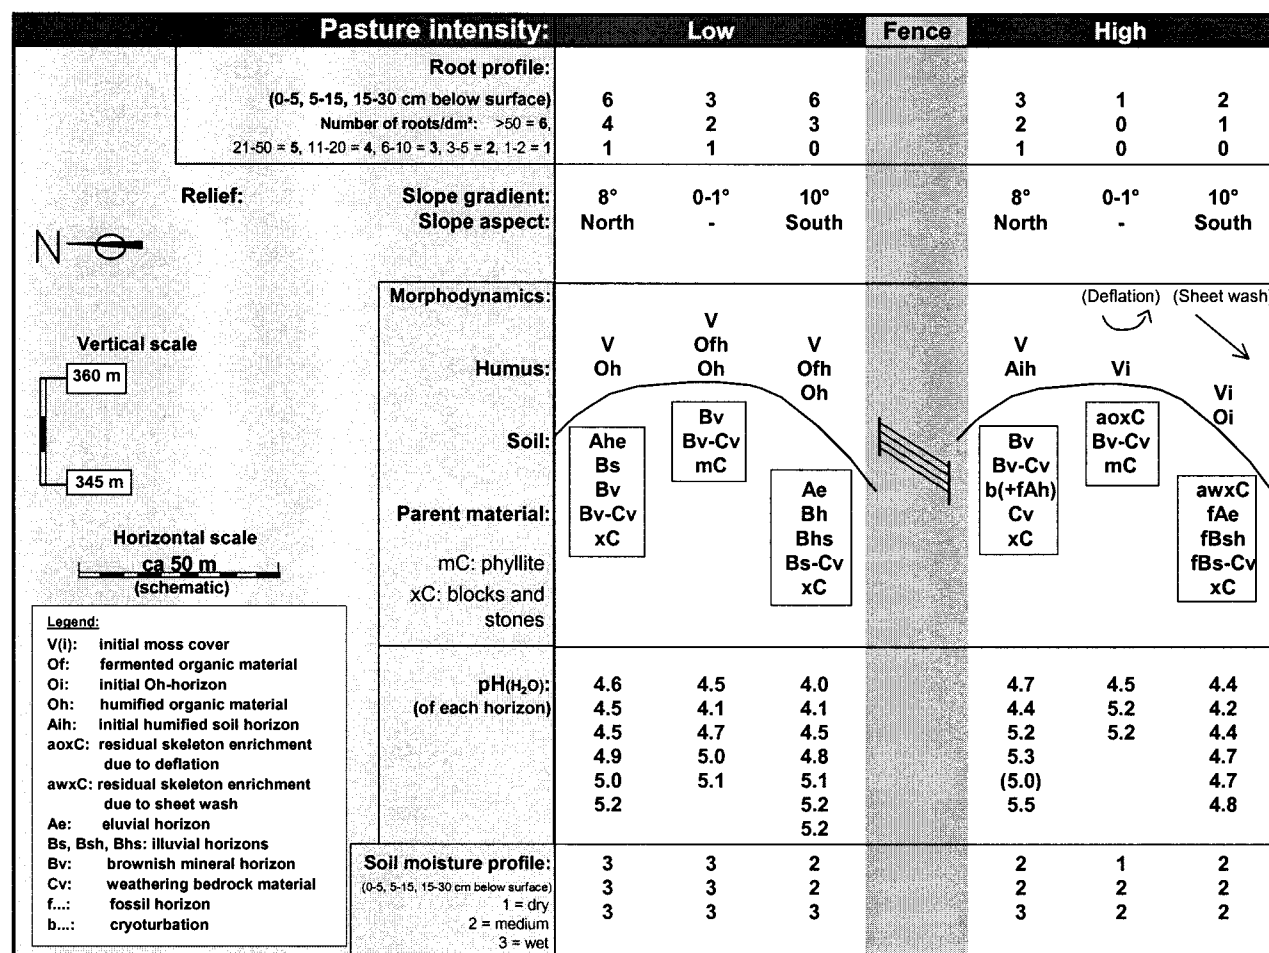 Pasture intensity: Low Fence High
Root profile:
(0-5, 5-15, 15-30 cm below surface) 6 3 6 3 1 2
Number of roots/dm²: >50 = 6, 4 2 3 2 0 1
21-50 = 5, 11-20 = 4, 6-10 = 3, 3-5 = 2, 1-2 = 1 1 1 0 1 0 0
Relief: Slope gradient: 8° 0-1° 10° 8° 0-1° 10°
Slope aspect: North - South North - South
N
Morphodynamics: (Deflation) (Sheet wash)
V
Vertical scale V Ofh V V
Humus: Oh Oh Ofh Aih Vi
360 m
Oh Vi
Oi
Bv aoxC
Soil: Ahe Bv-Cv Bv Bv-Cv
Bs mC Bv-Cv mC
345 m Bv Ae b(+fAh) awxC
Parent material: Bv-Cv Bh Cv fAe
Horizontal scale xC Bhs xC fBsh
ca 50 m mC: phyllite Bs-Cv fBs-Cv
(schematic) xC: blocks and xC xC
stones
Legend:
V(i): initial moss cover
Of: fermented organic material
Oi: initial Oh-horizon
Oh: humified organic material
Aih: initial humified soil horizon
aoxC: residual skeleton enrichment
due to deflation
awxC: residual skeleton enrichment
due to sheet wash
Ae: eluvial horizon
Bs, Bsh, Bhs: illuvial horizons
Bv: brownish mineral horizon
Cv: weathering bedrock material
f...: fossil horizon
b...: cryoturbation
pH(H₂O): 4.6 4.5 4.0 4.7 4.5 4.4
(of each horizon) 4.5 4.1 4.1 4.4 5.2 4.2
4.5 4.7 4.5 5.2 5.2 4.4
4.9 5.0 4.8 5.3 4.7
5.0 5.1 5.1 (5.0) 4.7
5.2 5.2 5.5 4.8
5.2
Soil moisture profile: 3 3 2 2 1 2
(0-5, 5-15, 15-30 cm below surface) 3 3 2 2 2 2
1 = dry 3 3 3 3 2 2
2 = medium
3 = wet